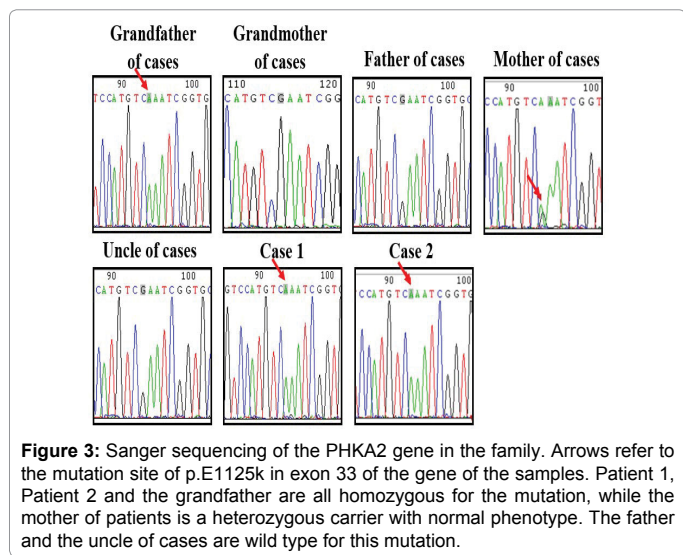 Grandfather
of cases
Grandmother
of cases
Father of cases
Mother of cases
90 100
TCCATGTCAAATCGGTG
110 120
CATGTCGAATCGG
90 100
CATGTCGAATCGGTGC
90 100
CCATGTCAAATCGGT
Uncle of cases
Case 1
Case 2
90 100
CATGTCGAATCGGTGC
90 100
GTCCATGTCAAATCGGTG
90 100
CCATGTCAAATCGGTG
Figure 3: Sanger sequencing of the PHKA2 gene in the family. Arrows refer to
the mutation site of p.E1125k in exon 33 of the gene of the samples. Patient 1,
Patient 2 and the grandfather are all homozygous for the mutation, while the
mother of patients is a heterozygous carrier with normal phenotype. The father
and the uncle of cases are wild type for this mutation.